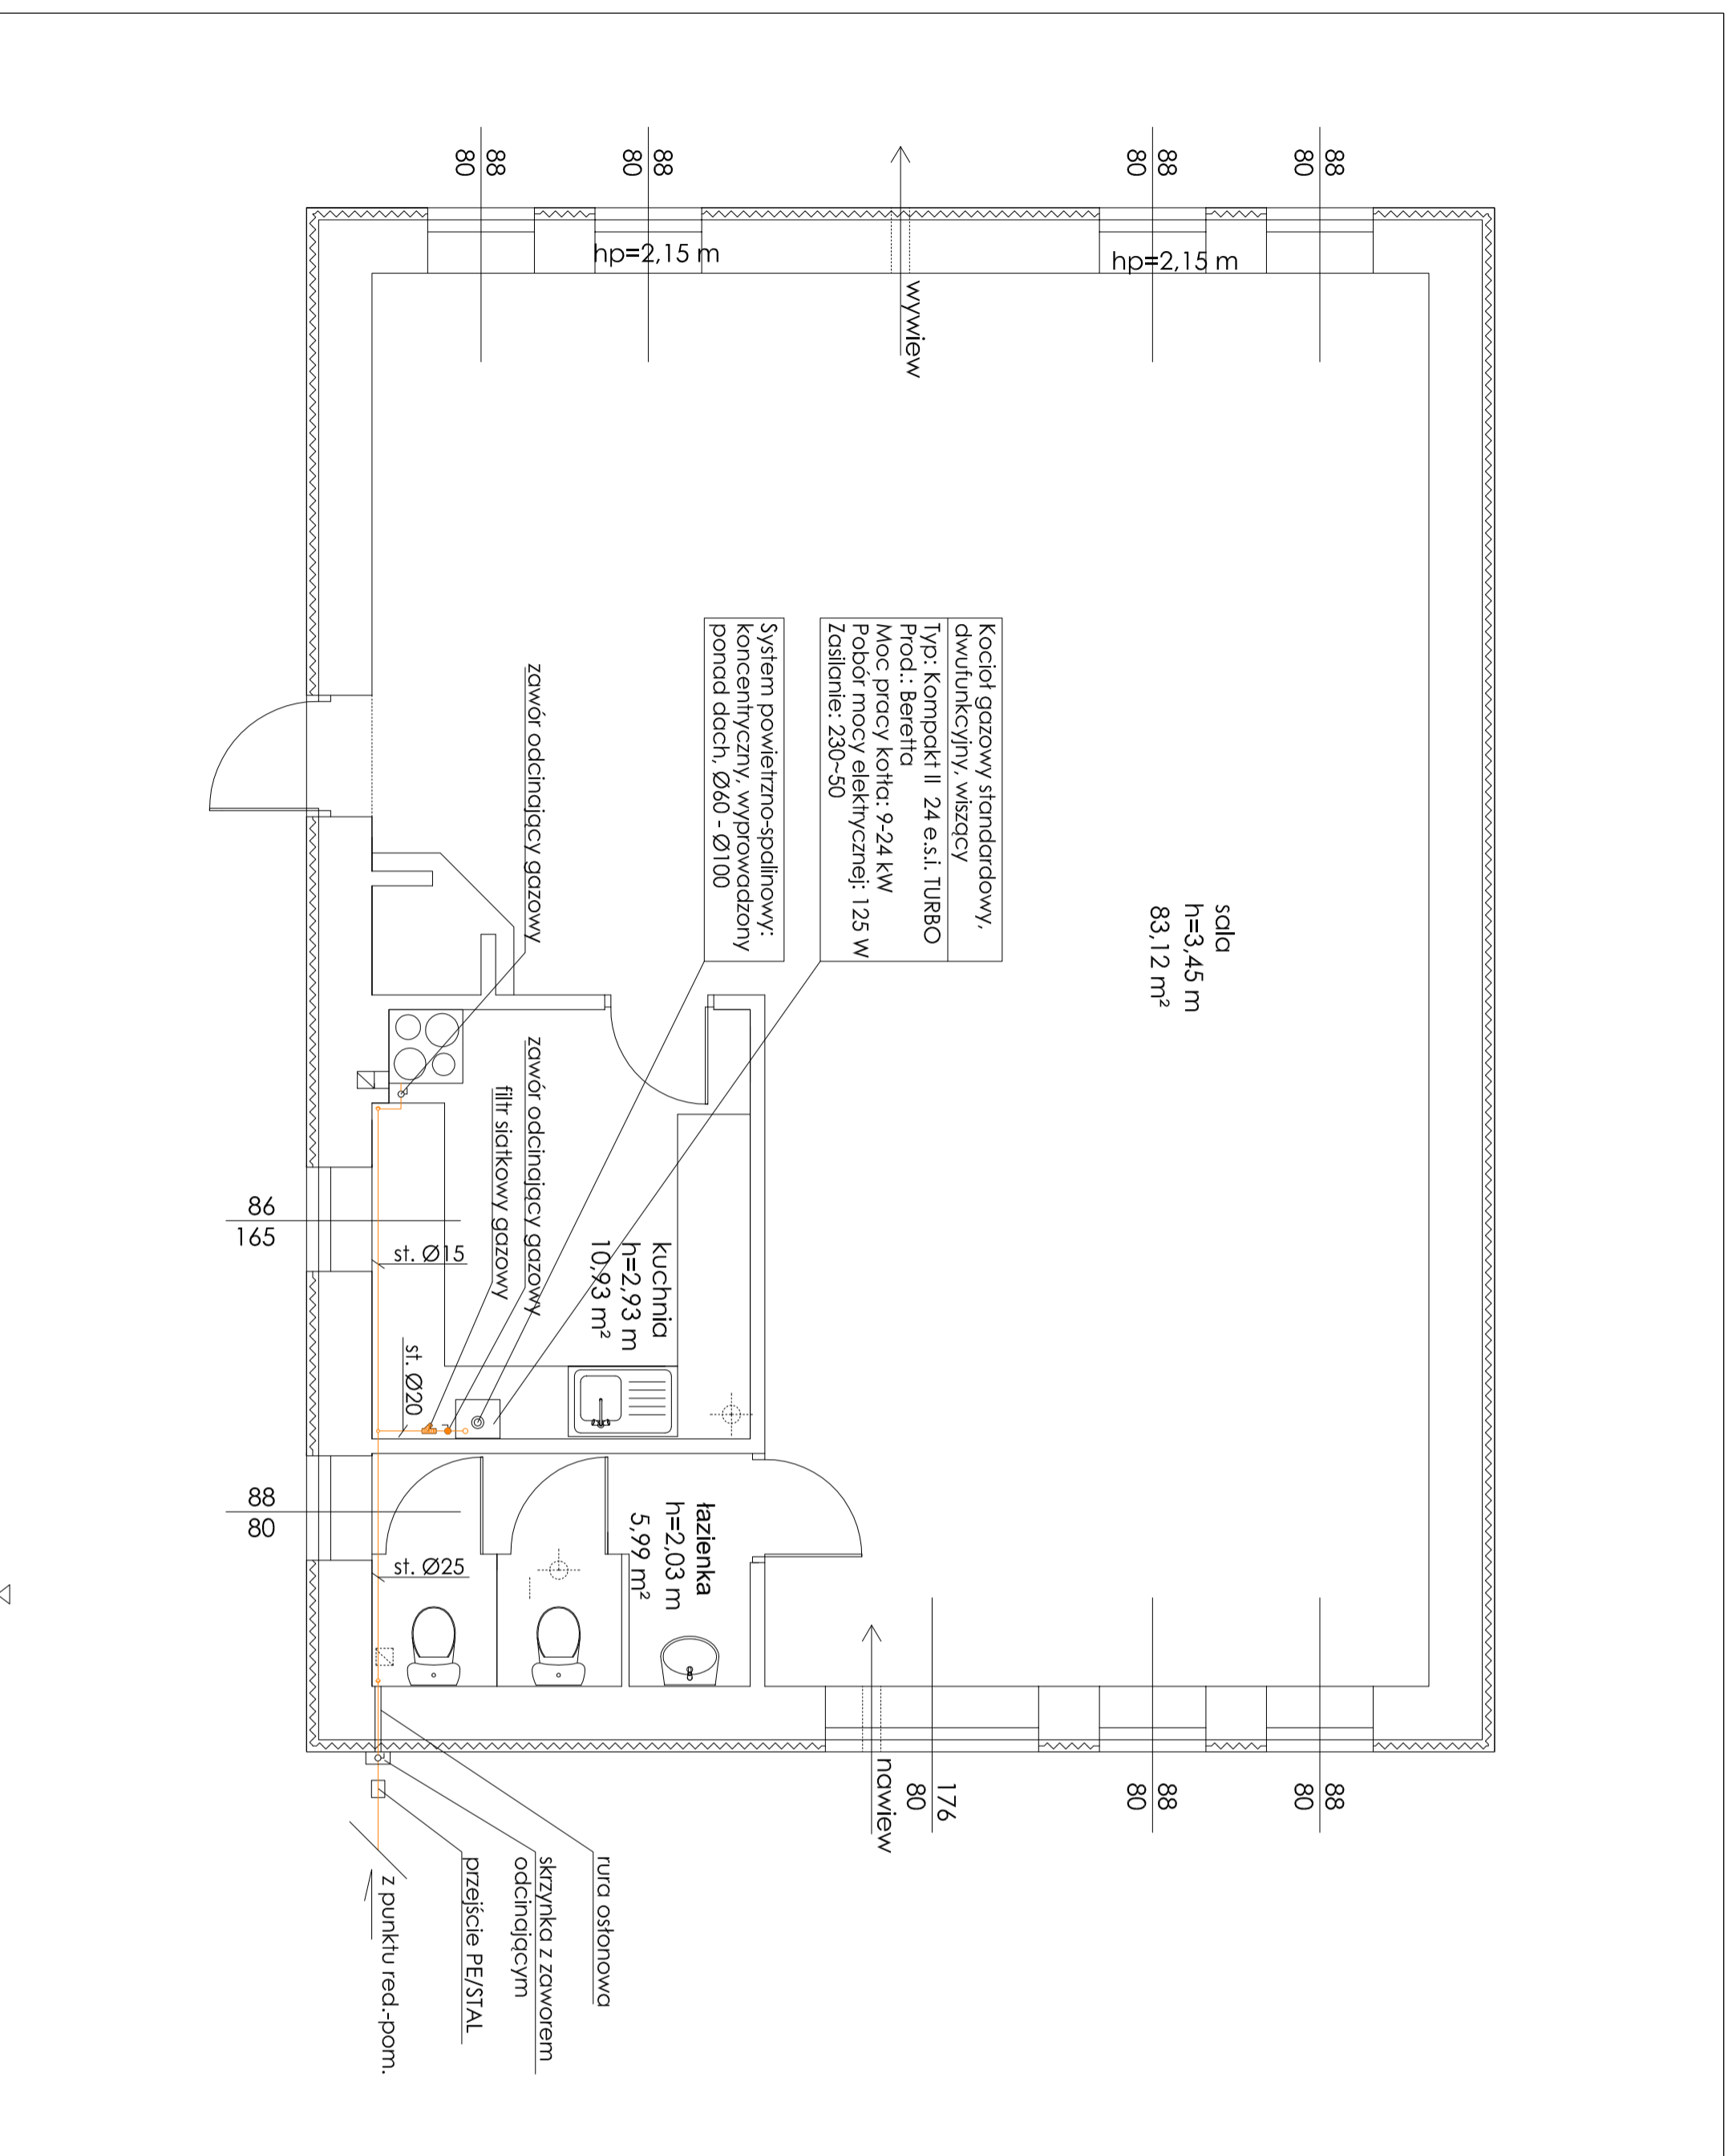 88
80
88
80
88
80
88
80
hp=2,15 m
hp=2,15 m
wywiew
sala
h=3,45 m
83,12 m²
Kocioł gazowy standardowy,
dwufunkcyjny, wiszący
Typ: Kompakt II 24 e.s.i. TURBO
Prod.: Beretta
Moc pracy kotła: 9-24 kW
Pobór mocy elektrycznej: 125 W
Zasilanie: 230~50
System powietrzno-spalinowy:
koncentryczny, wyprowadzony
ponad dach, Ø60 - Ø100
zawór odcinający gazowy
zawór odcinający gazowy
filtr siatkowy gazowy
kuchnia
h=2,93 m
10,93 m²
86
165
st. Ø15
st. Ø20
88
80
st. Ø25
łazienka
h=2,03 m
5,99 m²
nawiew
176
80
88
80
88
80
rura osłonowa
skrzynka z zaworem
odcinającym
przejście PE/STAL
z punktu red.-pom.